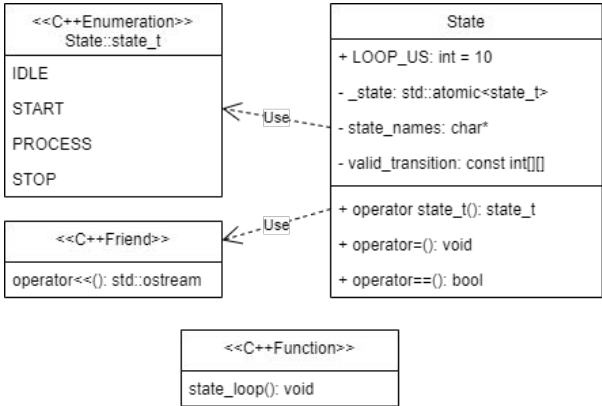 <<C++Enumeration>>
State::state_t
IDLE
START
PROCESS
STOP
State
+ LOOP_US: int = 10
- _state: std::atomic<state_t>
- state_names: char*
- valid_transition: const int[][]
+ operator state_t(): state_t
+ operator=(): void
+ operator==(): bool
Use
Use
<<C++Friend>>
operator<<(): std::ostream
<<C++Function>>
state_loop(): void